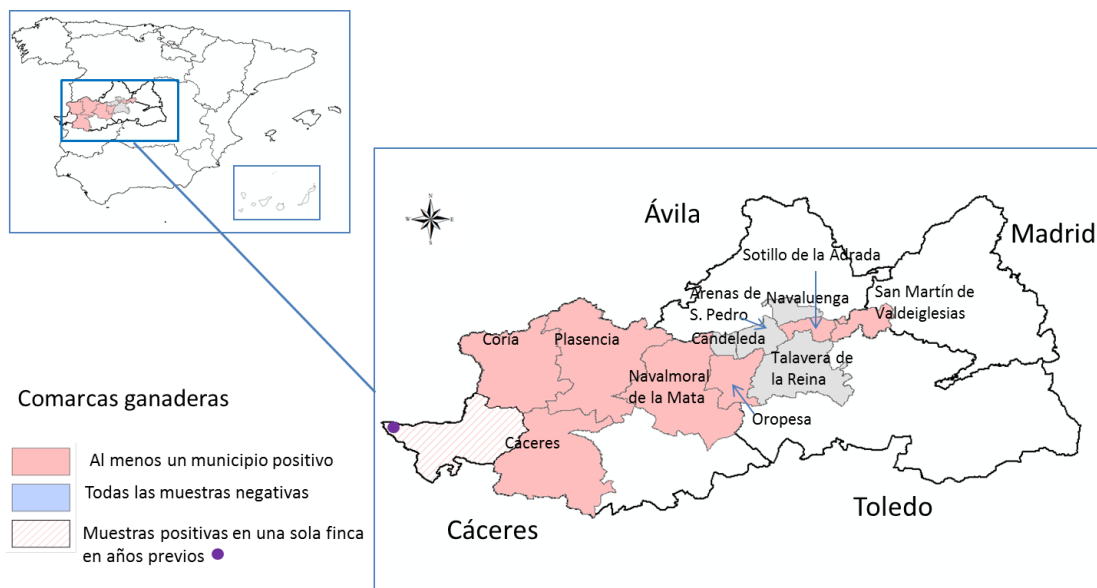 Ávila
Madrid
Sotillo de la Adrada
Arenas de
S. Pedro
Navaluenga
San Martín de
Valdeiglesias
Candeleda
Coria
Plasencia
Talavera de
la Reina
Navalmoral
de la Mata
Oropesa
Cáceres
Toledo
Cáceres
Comarcas ganaderas
Al menos un municipio positivo
Todas las muestras negativas
Muestras positivas en una sola finca
en años previos
N
E
S
W